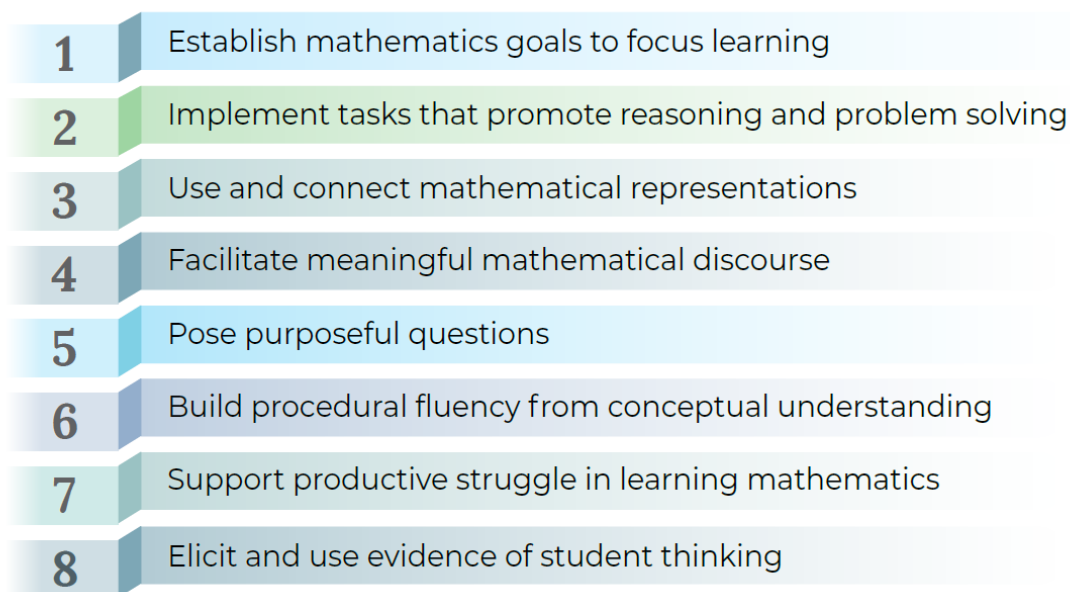 1 Establish mathematics goals to focus learning
2 Implement tasks that promote reasoning and problem solving
3 Use and connect mathematical representations
4 Facilitate meaningful mathematical discourse
5 Pose purposeful questions
6 Build procedural fluency from conceptual understanding
7 Support productive struggle in learning mathematics
8 Elicit and use evidence of student thinking